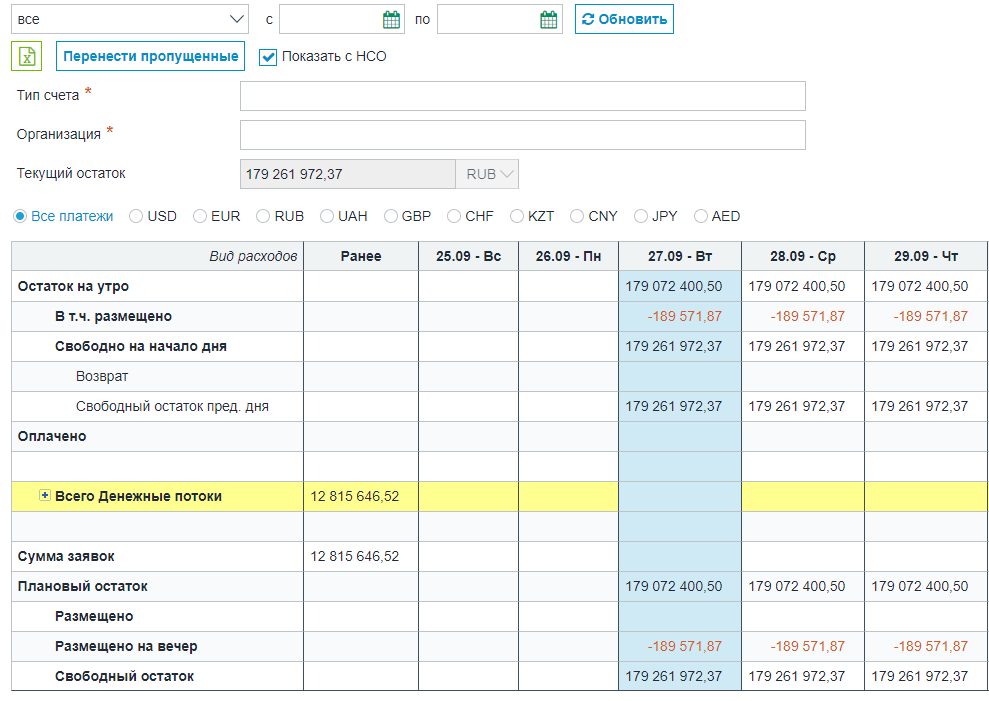 все с по Обновить
Перенести пропущенные Показать с НСО
Тип счета *
Организация *
Текущий остаток 179 261 972,37 RUB
Все платежи USD EUR RUB UAH GBP CHF KZT CNY JPY AED
Вид расходов Ранее 25.09 - Вс 26.09 - Пн 27.09 - Вт 28.09 - Ср 29.09 - Чт
Остаток на утро 179 072 400,50 179 072 400,50 179 072 400,50
В т.ч. размещено -189 571,87 -189 571,87 -189 571,87
Свободно на начало дня 179 261 972,37 179 261 972,37 179 261 972,37
Возврат
Свободный остаток пред. дня 179 261 972,37 179 261 972,37 179 261 972,37
Оплачено
Всего Денежные потоки 12 815 646,52
Сумма заявок 12 815 646,52
Плановый остаток 179 072 400,50 179 072 400,50 179 072 400,50
Размещено
Размещено на вечер -189 571,87 -189 571,87 -189 571,87
Свободный остаток 179 261 972,37 179 261 972,37 179 261 972,37